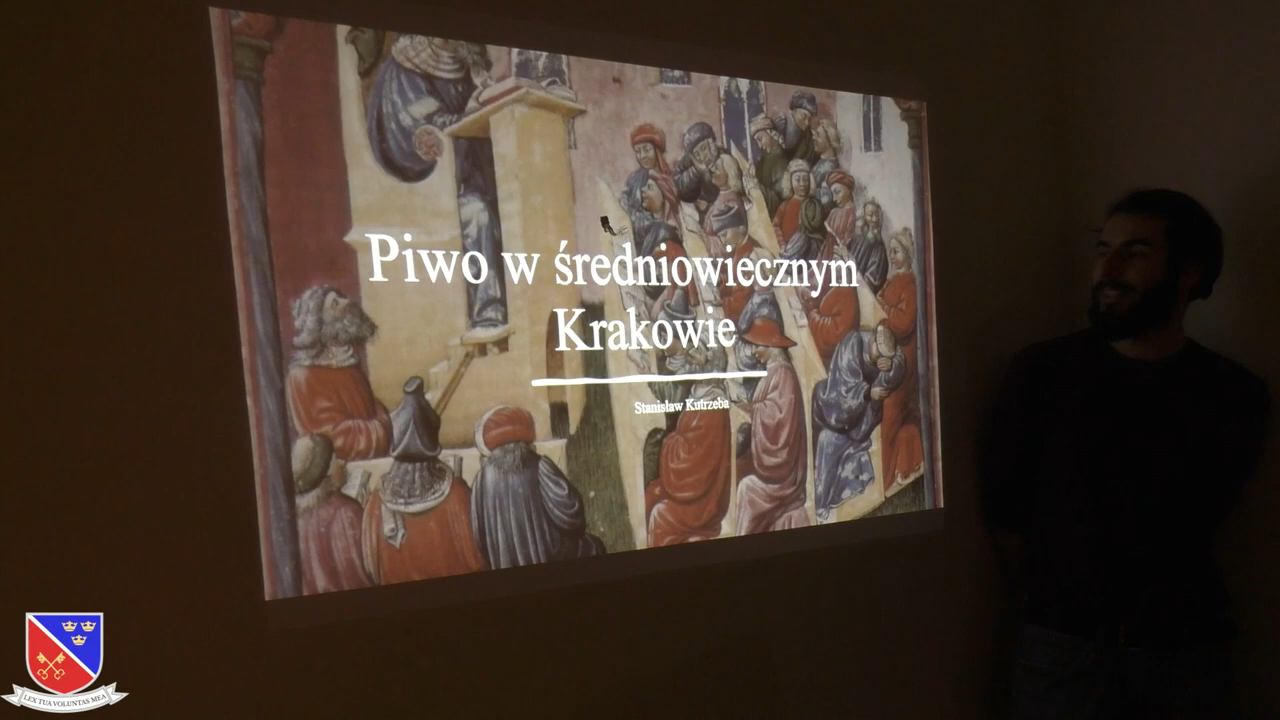 Piwo w średniowiecznym
Krakowie
Stanisław Kutrzeba
LEX TUA VOLUNTAS MEA